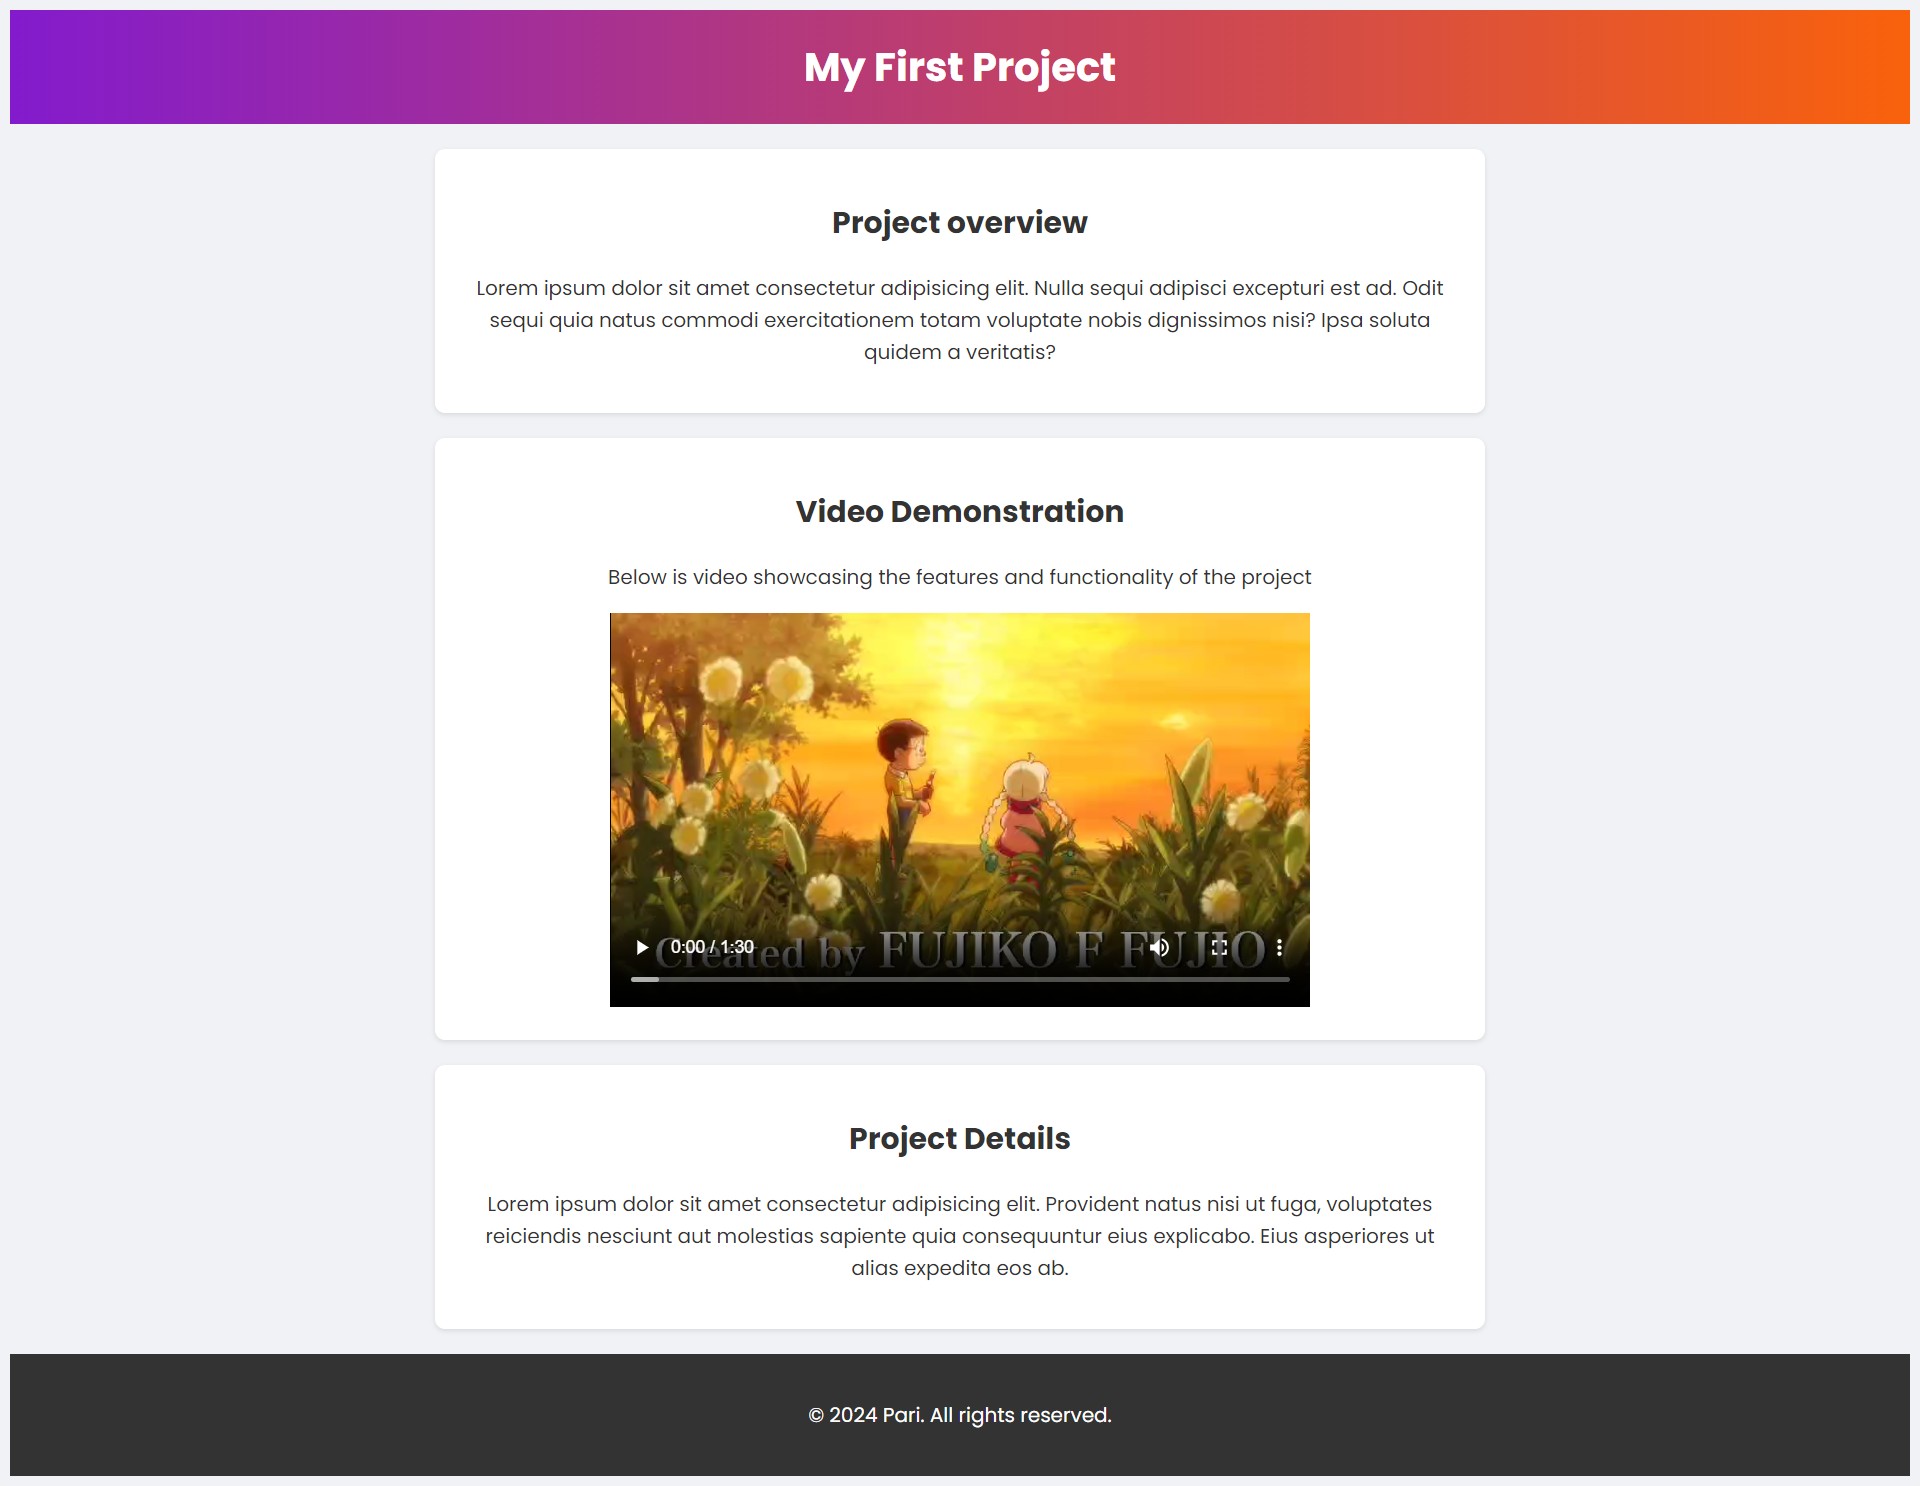 My First Project
Project overview
Lorem ipsum dolor sit amet consectetur adipisicing elit. Nulla sequi adipisci excepturi est ad. Odit
sequi quia natus commodi exercitationem totam voluptate nobis dignissimos nisi? Ipsa soluta
quidem a veritatis?
Video Demonstration
Below is video showcasing the features and functionality of the project
Created by FUJIKO F FUJIO
0:00 / 1:30
Project Details
Lorem ipsum dolor sit amet consectetur adipisicing elit. Provident natus nisi ut fuga, voluptates
reiciendis nesciunt aut molestias sapiente quia consequuntur eius explicabo. Eius asperiores ut
alias expedita eos ab.
© 2024 Pari. All rights reserved.